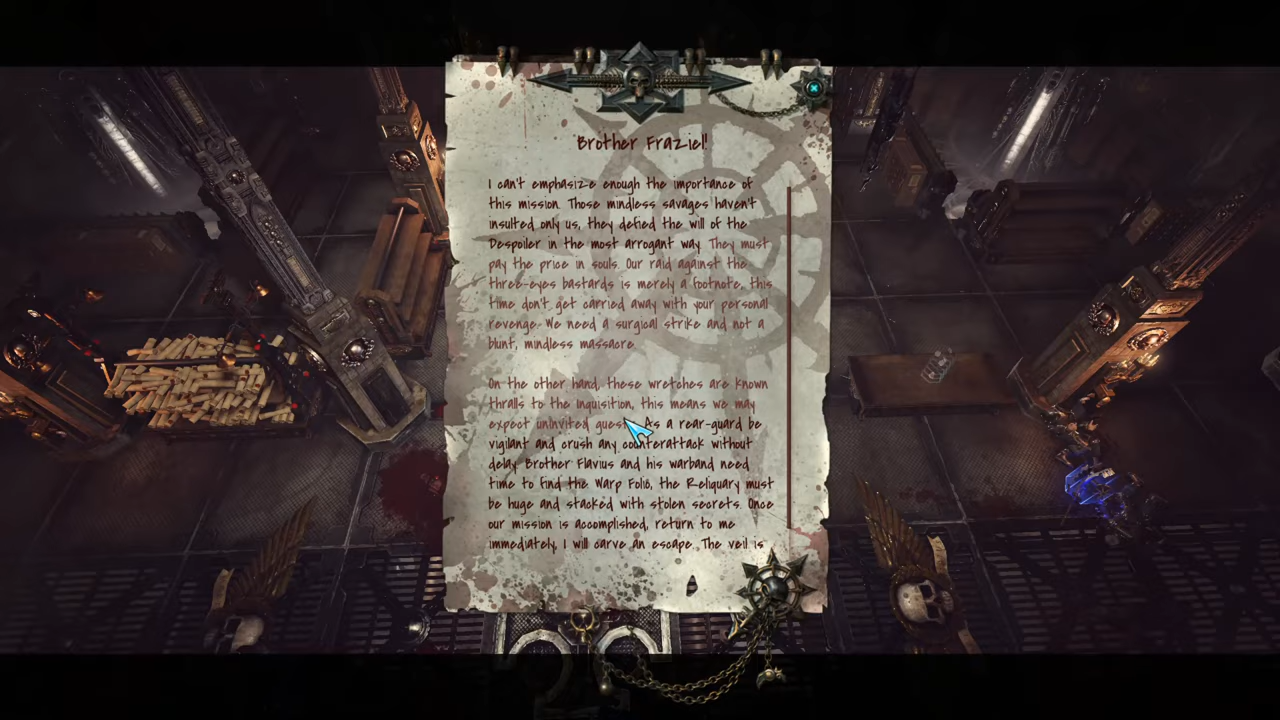 Brother Fraziel!
I can't emphasize enough the importance of
this mission. Those mindless savages haven't
insulted only us, they defied the will of the
Despoiler in the most arrogant way. They must
pay the price in souls. Our raid against the
three-eyes bastards is merely a footnote, this
time don't get carried away with your personal
revenge. We need a surgical strike and not a
blunt, mindless massacre.
On the other hand, these wretches are known
thralls to the Inquisition, this means we may
expect uninvited As a rear-guard be
vigilant and crush any counterattack without
delay. Brother Flavius and his warband need
time to find the Warp Folio, the Reliquary must
be huge and stacked with stolen secrets. Once
our mission is accomplished, return to me
immediately, I will carve an escape. The veil is